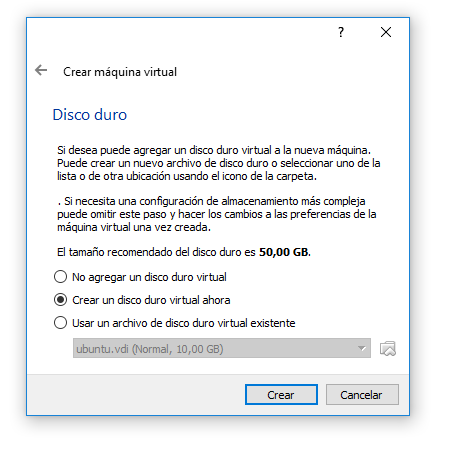 ?
Crear máquina virtual
Disco duro
Si desea puede agregar un disco duro virtual a la nueva máquina.
Puede crear un nuevo archivo de disco duro o seleccionar uno de la
lista o de otra ubicación usando el icono de la carpeta.
. Si necesita una configuración de almacenamiento más compleja
puede omitir este paso y hacer los cambios a las preferencias de la
máquina virtual una vez creada.
El tamaño recomendado del disco duro es 50,00 GB.
No agregar un disco duro virtual
Crear un disco duro virtual ahora
Usar un archivo de disco duro virtual existente
ubuntu.vdi (Normal, 10,00 GB)
Crear
Cancelar